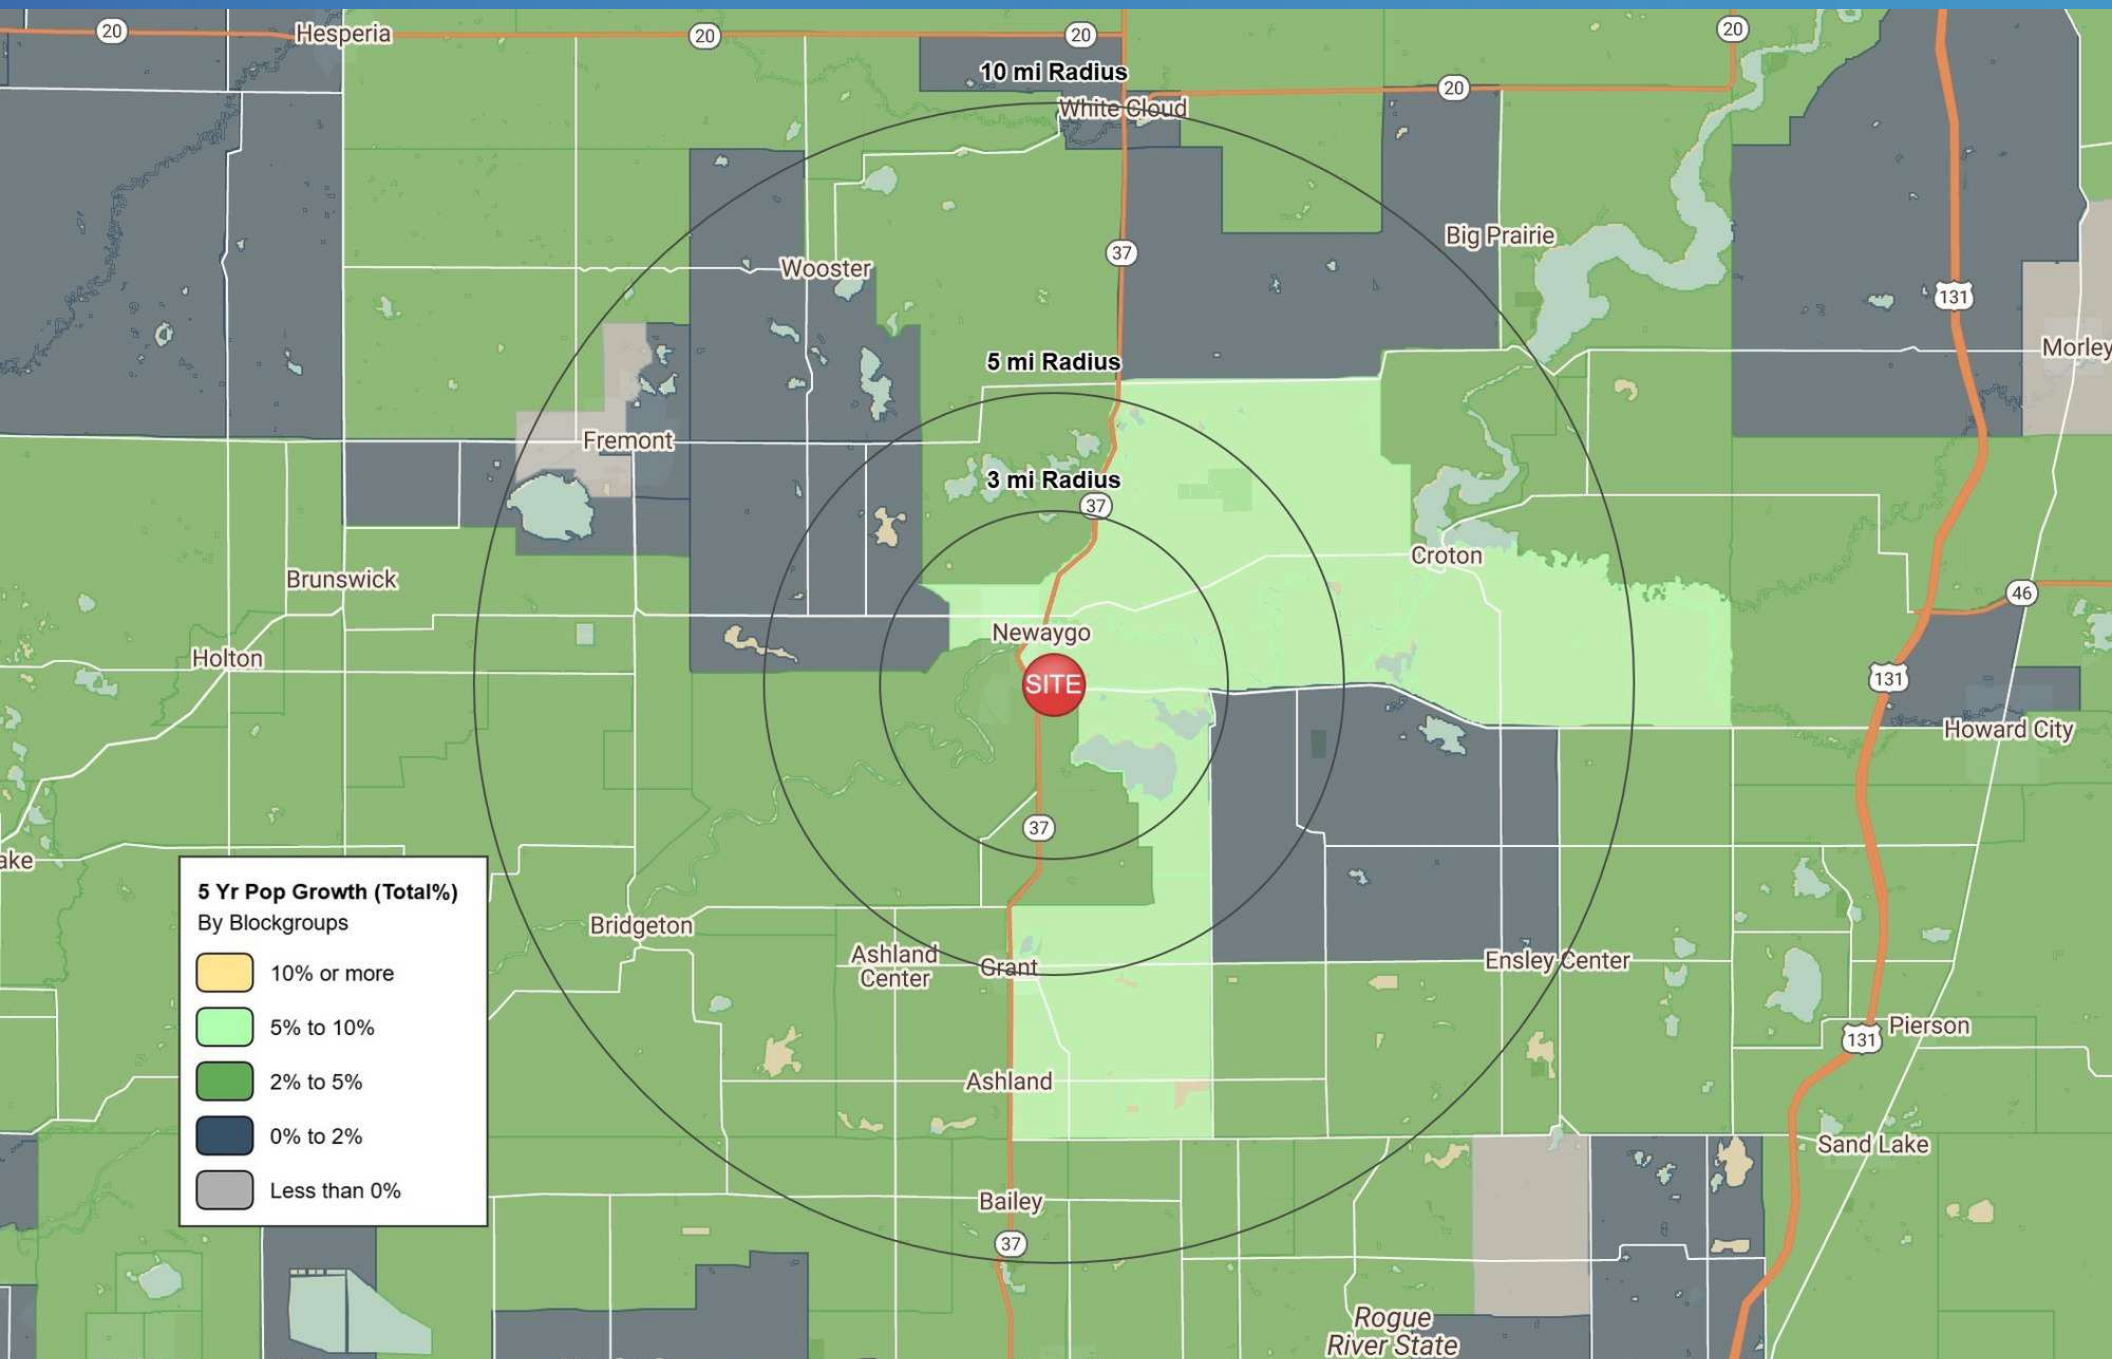 20
Hesperia
20
20
20
10 mi Radius
20
White Cloud
37
Big Prairie
Wooster
131
Morley
5 mi Radius
Fremont
3 mi Radius
37
Croton
Brunswick
46
Newaygo
Holton
SITE
131
Howard City
37
ake
5 Yr Pop Growth (Total%)
By Blockgroups
10% or more
5% to 10%
2% to 5%
0% to 2%
Less than 0%
Bridgeton
Ashland
Center
Grant
Ensley Center
Pierson
131
Ashland
Sand Lake
Bailey
37
Rogue
River State